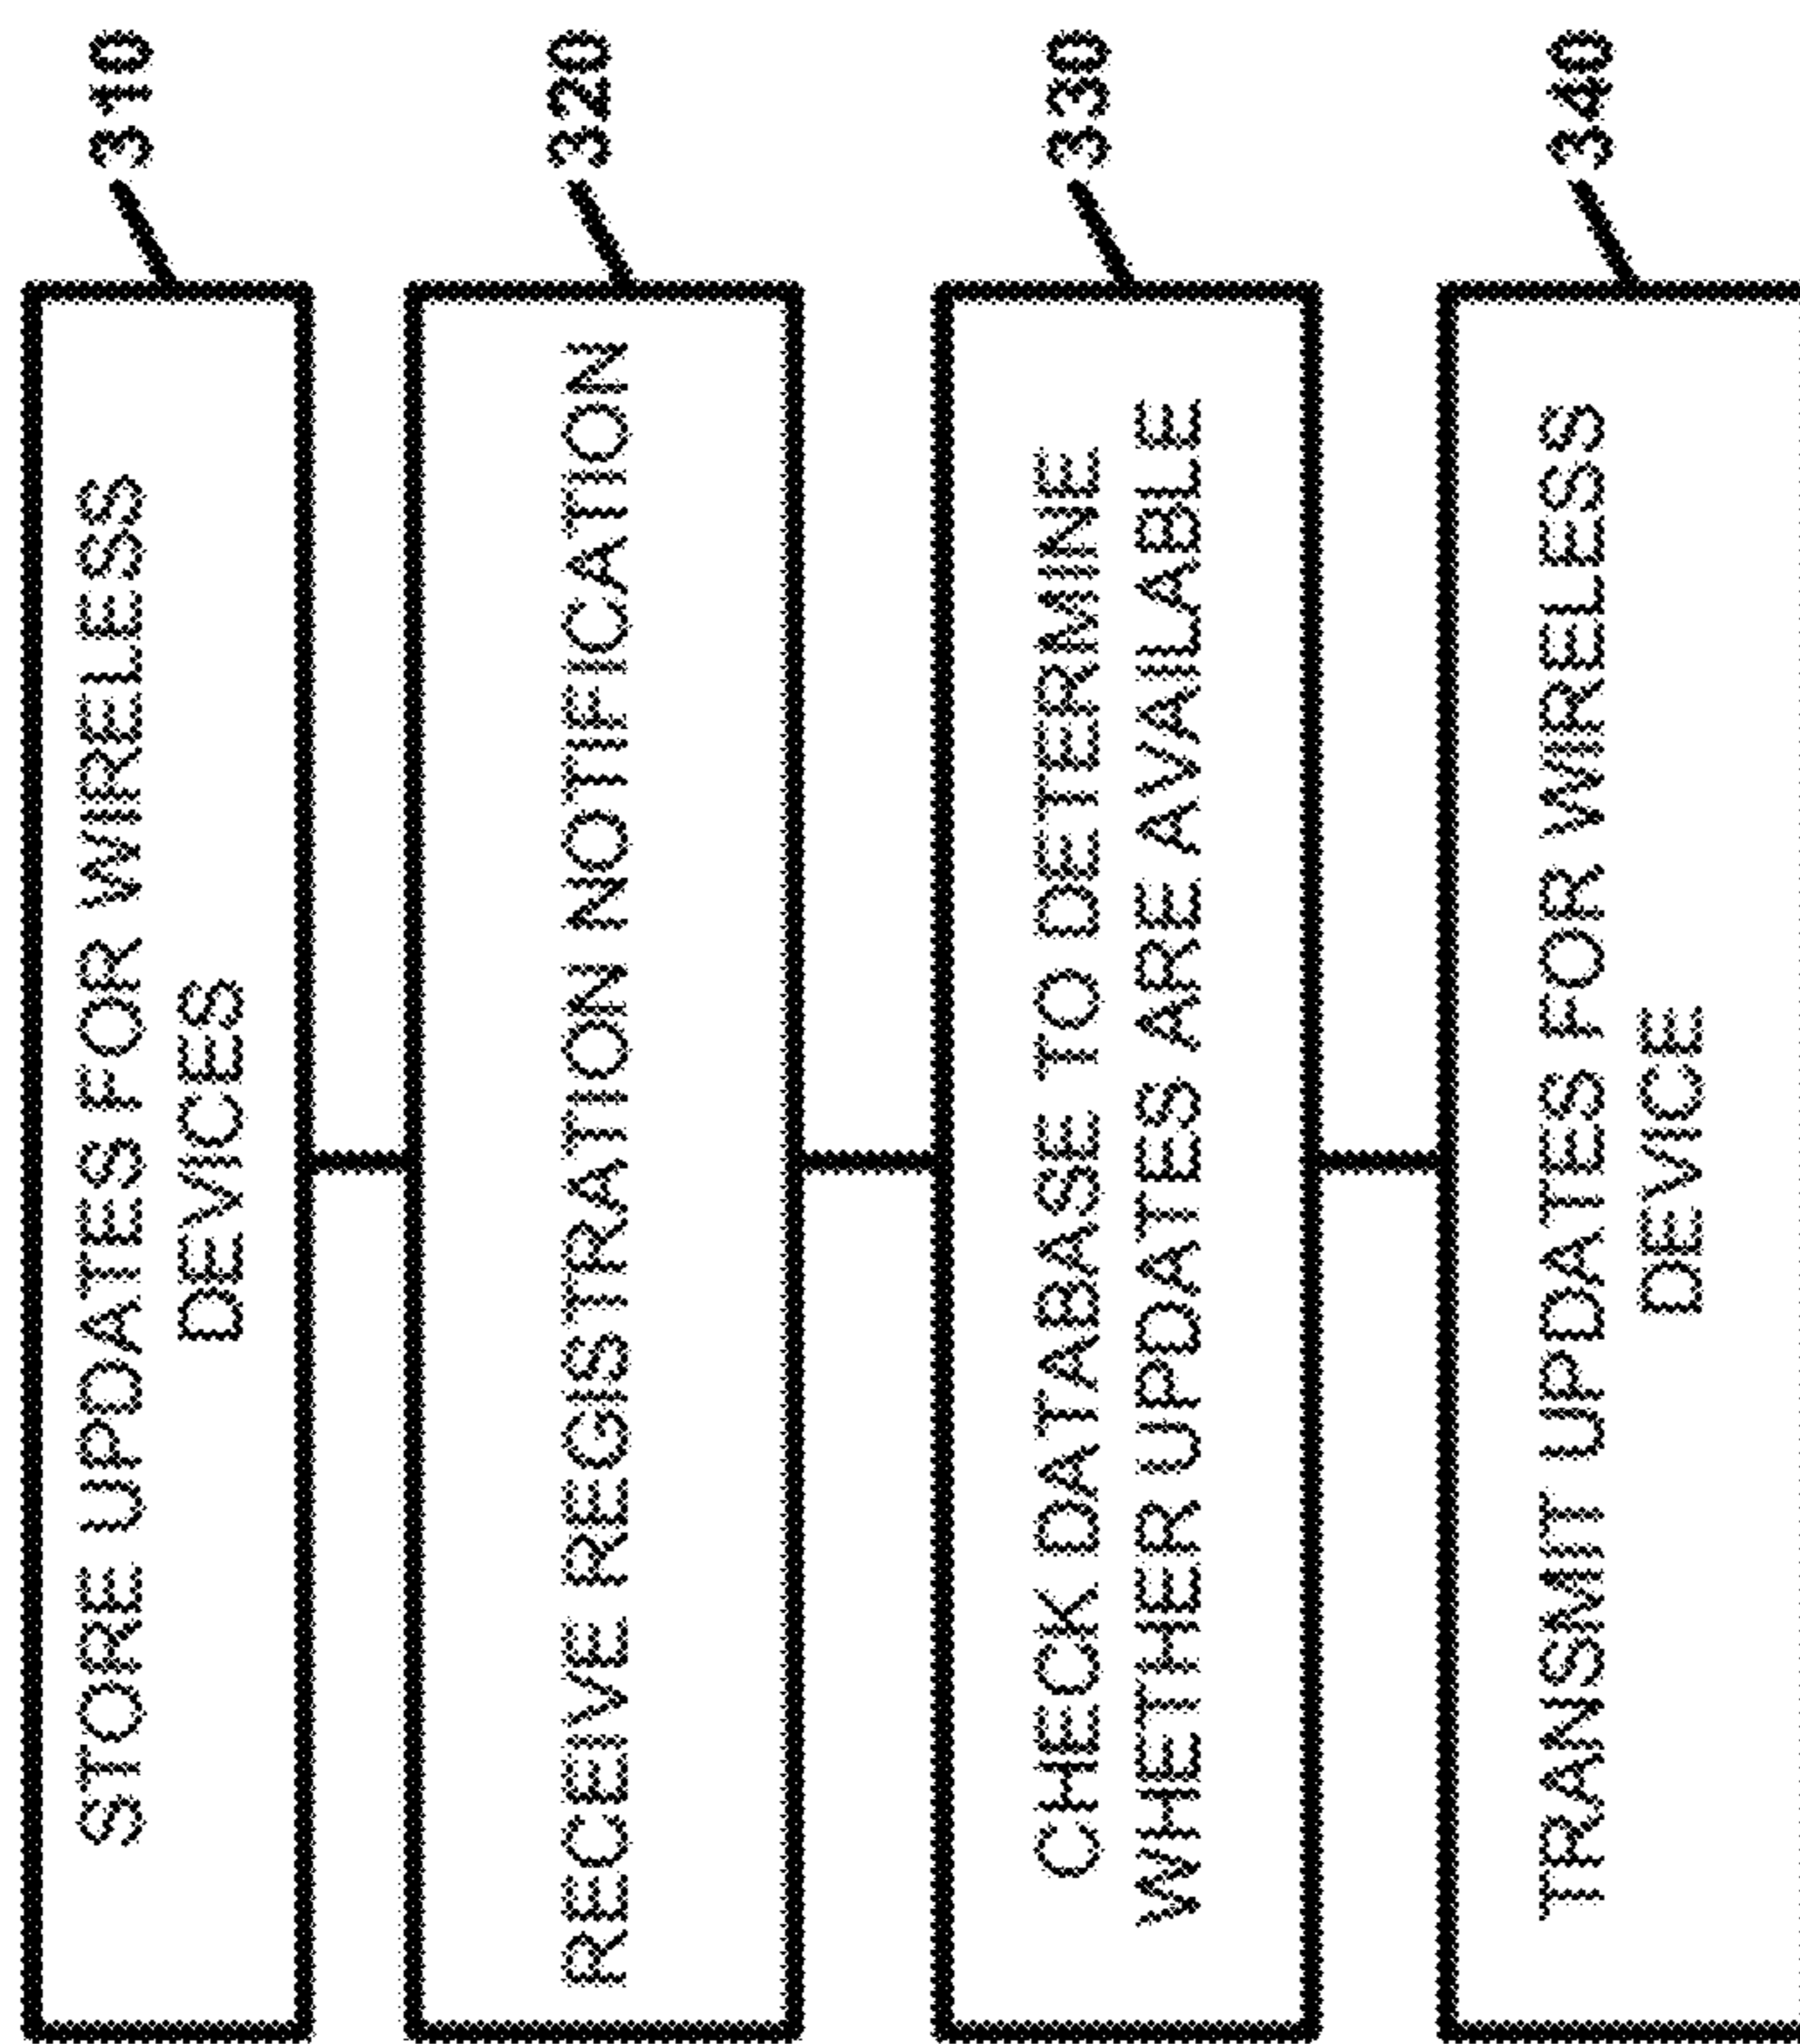 STORE UPDATES FOR WIRELESS
DEVICES
310
RECEIVE REGISTRATION NOTIFICATION
320
CHECK DATABASE TO DETERMINE
WHETHER UPDATES ARE AVAILABLE
330
TRANSMIT UPDATES FOR WIRELESS
DEVICE
340